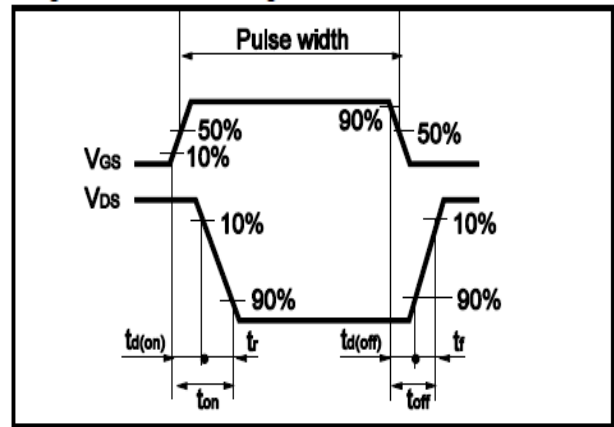 Pulse width
90%
50%
50%
VGS
10%
VDS
10%
10%
90%
90%
td(on)
tr
td(off)
tf
ton
toff